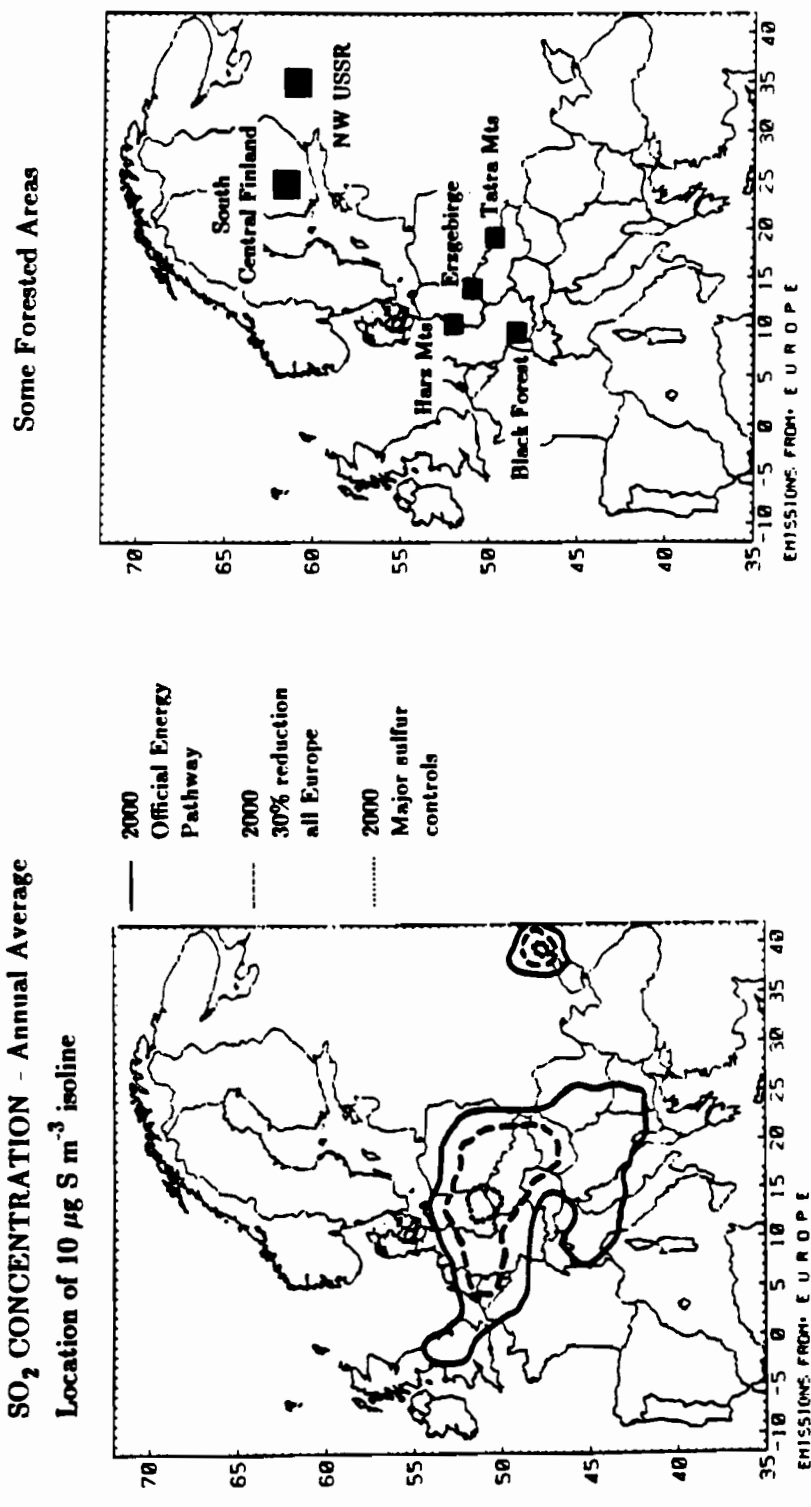 SO₂ CONCENTRATION - Annual Average
Location of 10 µg S m⁻³ isoline
70
65
60
55
50
45
40
35
-10 -5 0 5 10 15 20 25 30 35 40
EMISSIONS FROM: EUROPE
2000
Official Energy
Pathway
2000
30% reduction
all Europe
2000
Major sulfur
controls
Some Forested Areas
70
65
60
55
50
45
40
35
-10 -5 0 5 10 15 20 25 30 35 40
EMISSIONS FROM: EUROPE
South
Central Finland
NW USSR
Harz Mts
Erzgebirge
Tatra Mts
Black Forest